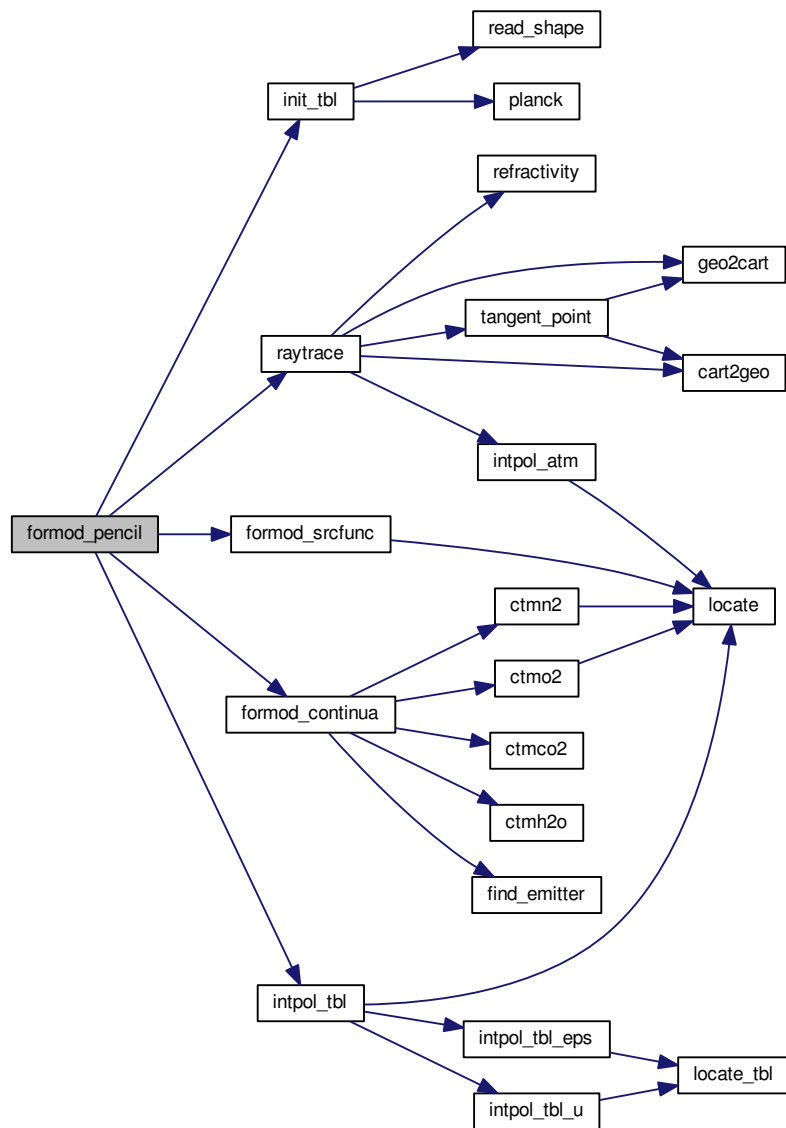 read_shape
init_tbl
planck
refractivity
geo2cart
tangent_point
raytrace
cart2geo
intpol_atm
formod_pencil
formod_srcfunc
ctmn2
locate
ctmo2
formod_continua
ctmco2
ctmh2o
find_emitter
intpol_tbl
intpol_tbl_eps
locate_tbl
intpol_tbl_u